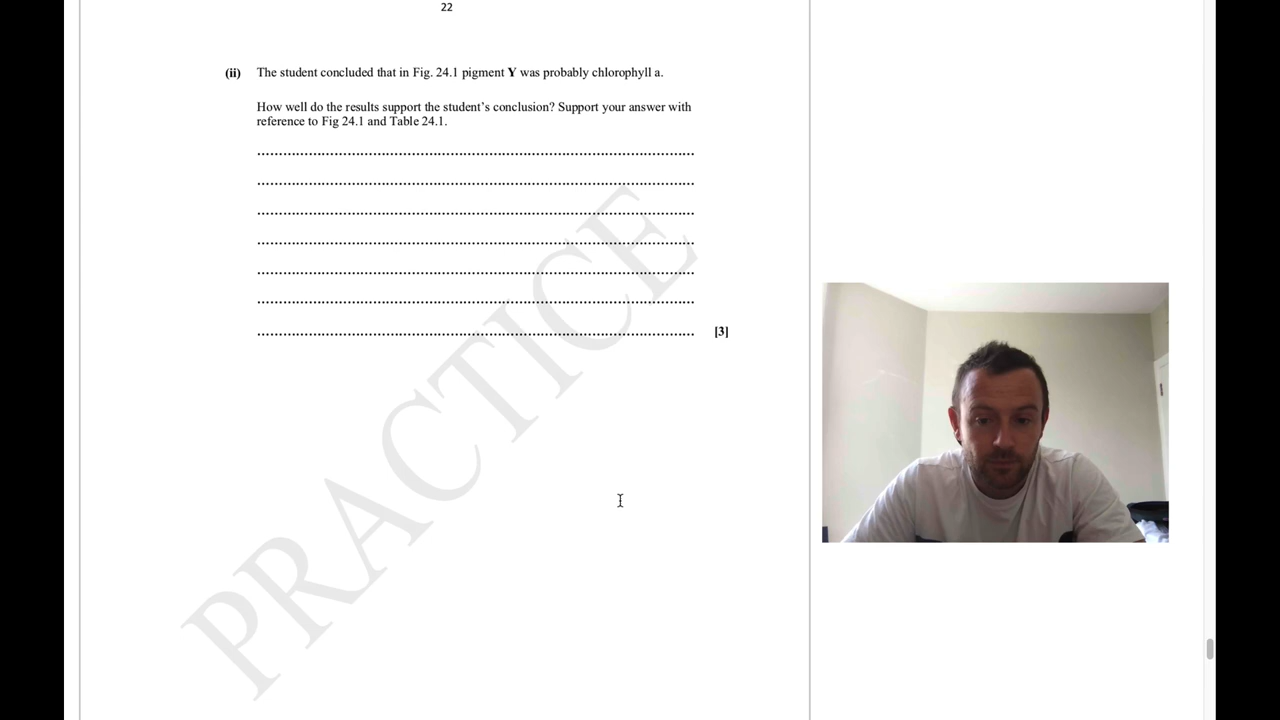 22
(ii) The student concluded that in Fig. 24.1 pigment Y was probably chlorophyll a.
How well do the results support the student's conclusion? Support your answer with
reference to Fig 24.1 and Table 24.1.
[3]
PRACTICE